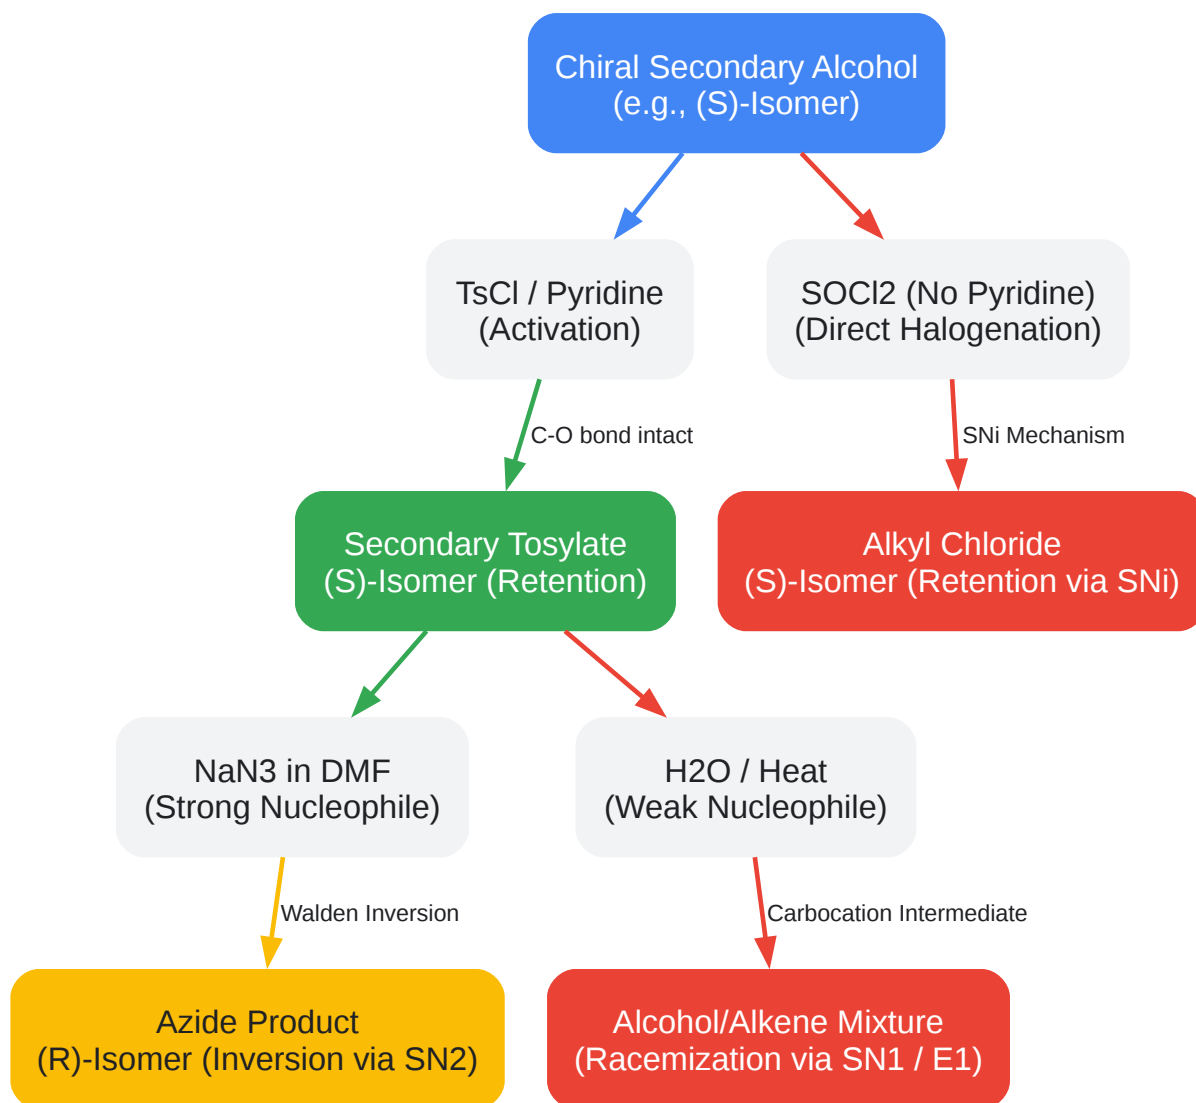 Chiral Secondary Alcohol
(e.g., (S)-Isomer)
TsCl / Pyridine
(Activation)
SOCl2 (No Pyridine)
(Direct Halogenation)
C-O bond intact
SNi Mechanism
Secondary Tosylate
(S)-Isomer (Retention)
Alkyl Chloride
(S)-Isomer (Retention via SNi)
NaN3 in DMF
(Strong Nucleophile)
H2O / Heat
(Weak Nucleophile)
Walden Inversion
Carbocation Intermediate
Azide Product
(R)-Isomer (Inversion via SN2)
Alcohol/Alkene Mixture
(Racemization via SN1 / E1)